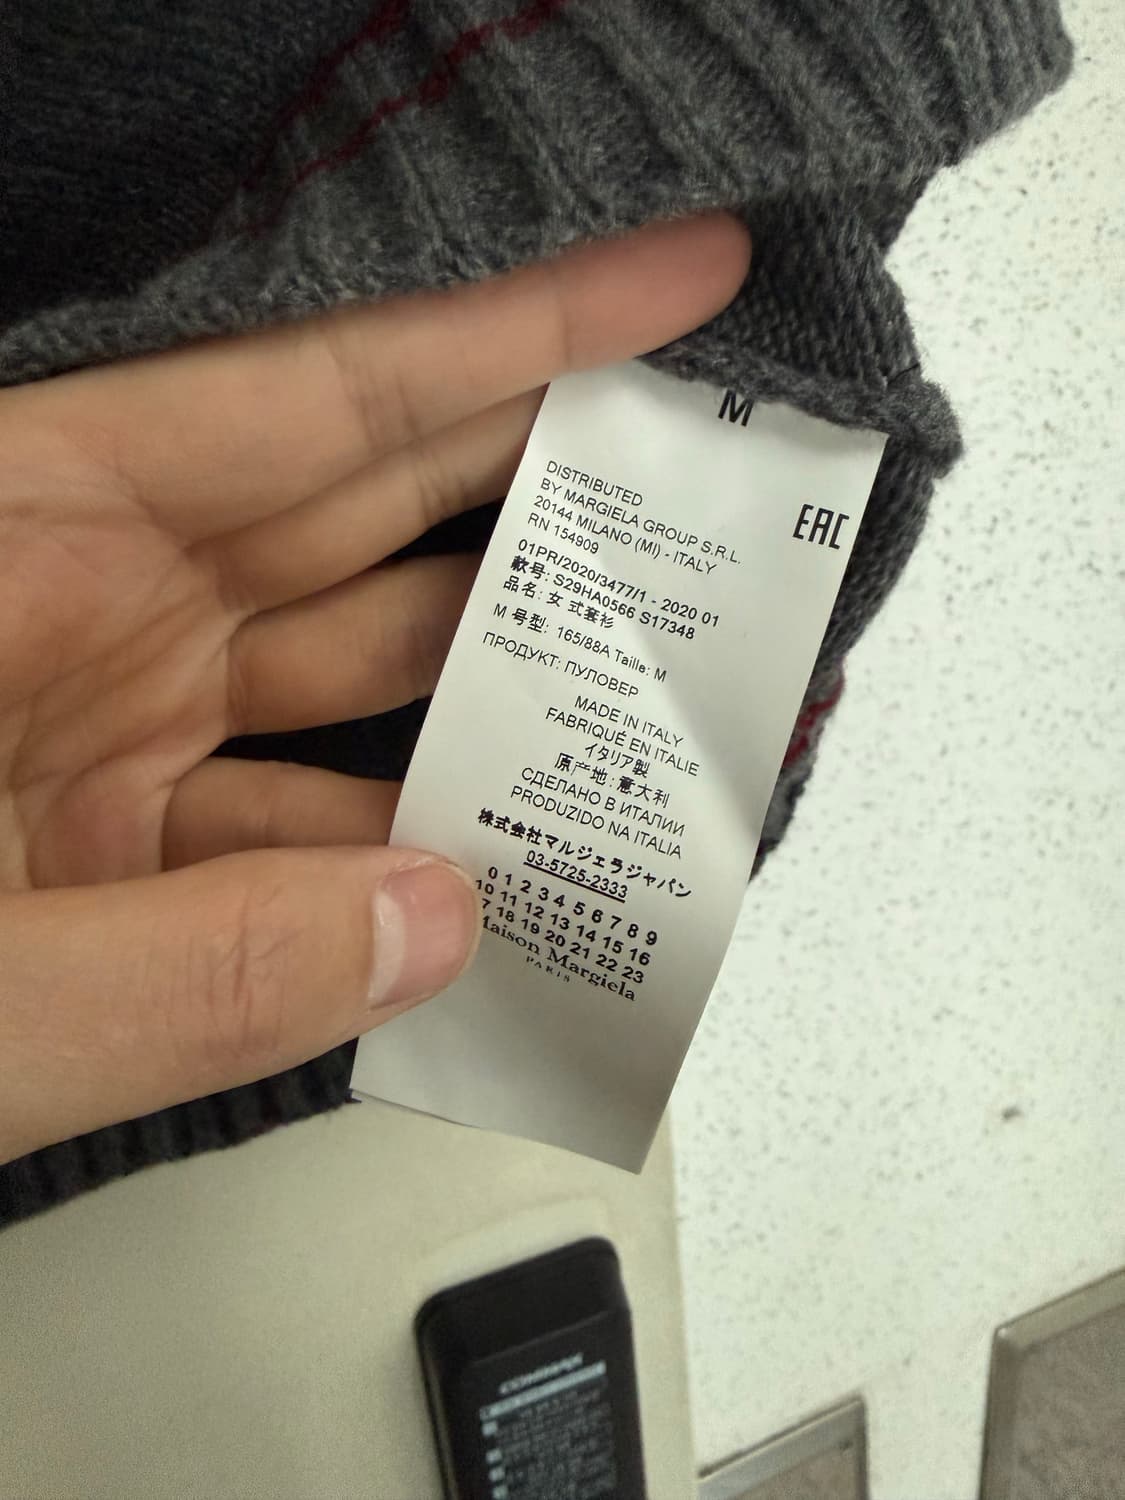 M
EAC
DISTRIBUTED
BY MARGIELA GROUP S.R.L.
20144 MILANO (MI) - ITALY
RN 154909
01PR/2020/3477/1 - 2020 01
款号: S29HA0566 S17348
品名: 女 式套衫
M 号型: 165/88A Taille: M
ПРОДУКТ: ПУЛОВЕР
MADE IN ITALY
FABRIQUÉ EN ITALIE
イタリア製
原产地: 意大利
СДЕЛАНО В ИТАЛИИ
PRODUZIDO NA ITALIA
株式会社マルジェラジャパン
03-5725-2333
0 1 2 3 4 5 6 7 8 9
10 11 12 13 14 15 16
7 18 19 20 21 22 23
Maison Margiela
PARIS